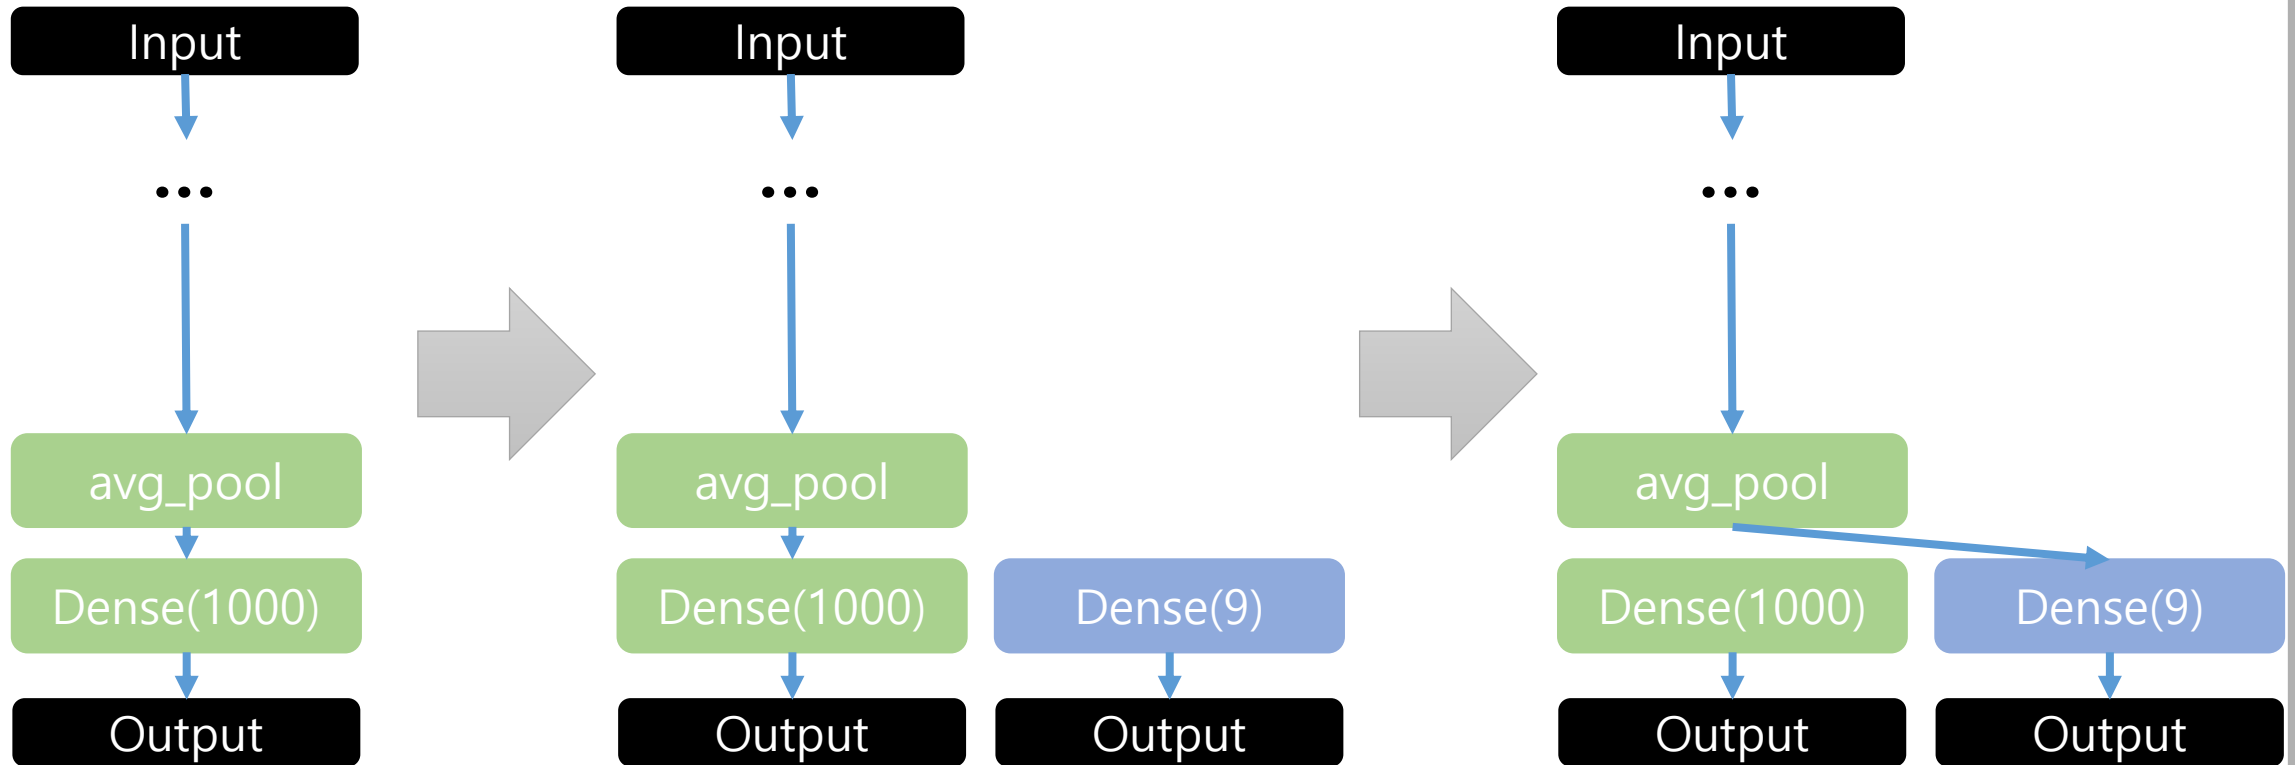 Input
...
avg_pool
Dense(1000)
Output
Input
...
avg_pool
Dense(1000)
Output
Dense(9)
Output
Input
...
avg_pool
Dense(1000)
Output
Dense(9)
Output